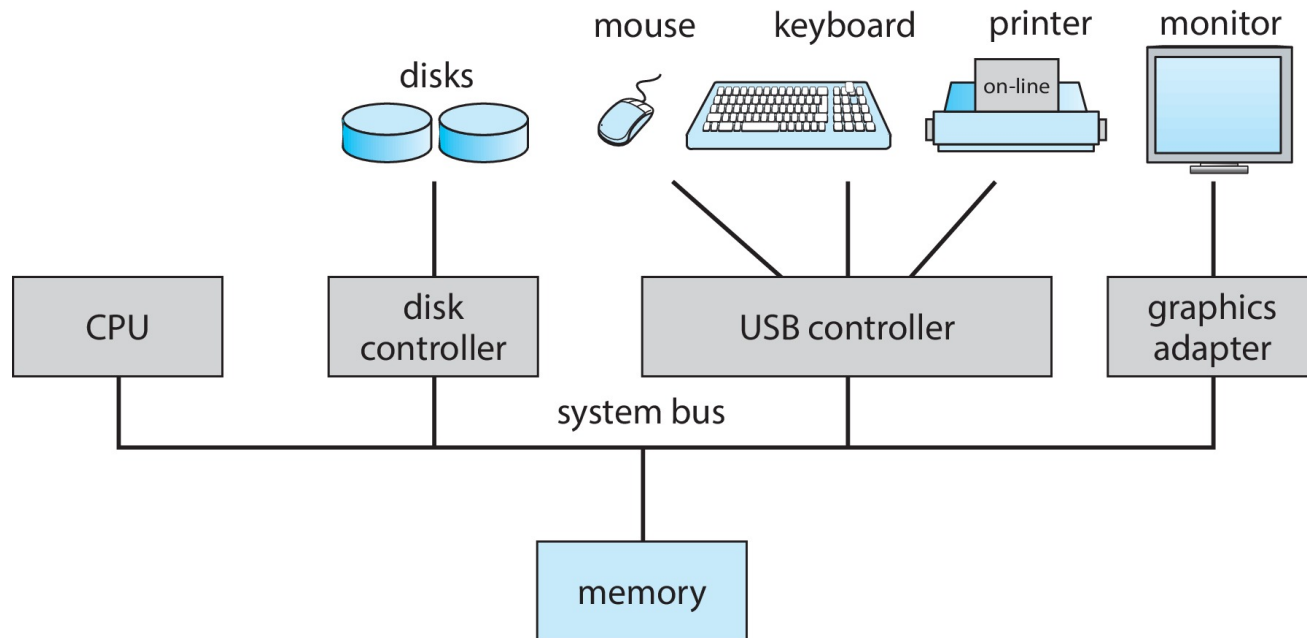 mouse
keyboard
printer
monitor
disks
on-line
CPU
disk
controller
USB controller
graphics
adapter
system bus
memory